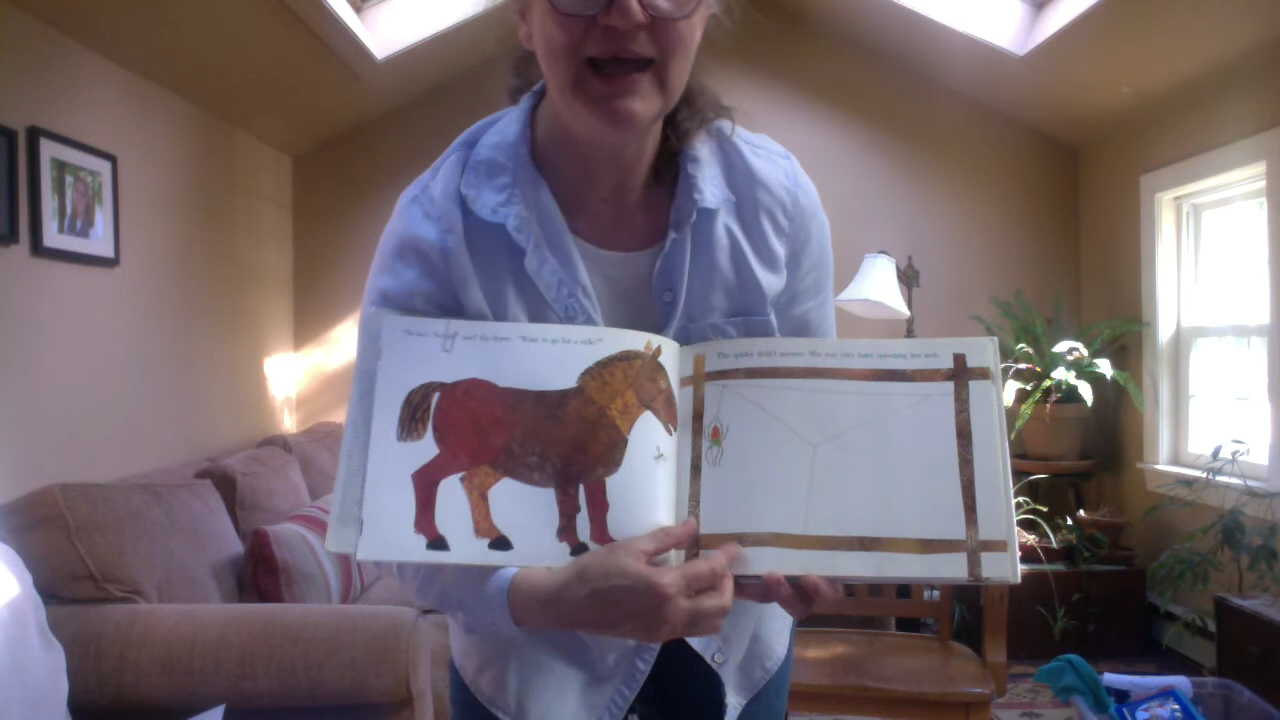 said the horse. "Want to go for a ride?"
The spider didn't answer. She was very busy spinning her web.